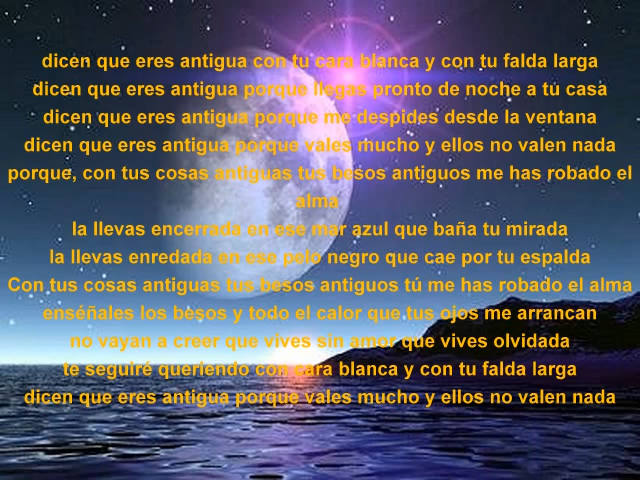 dicen que eres antigua con tu cara blanca y con tu falda larga
dicen que eres antigua porque llegas pronto de noche a tu casa
dicen que eres antigua porque me despides desde la ventana
dicen que eres antigua porque vales mucho y ellos no valen nada
porque, con tus cosas antiguas tus besos antiguos me has robado el
alma
la llevas encerrada en ese mar azul que baña tu mirada
la llevas enredada en ese pelo negro que cae por tu espalda
Con tus cosas antiguas tus besos antiguos tú me has robado el alma
enséñales los besos y todo el calor que tus ojos me arrancan
no vayan a creer que vives sin amor que vives olvidada
te seguiré queriendo con cara blanca y con tu falda larga
dicen que eres antigua porque vales mucho y ellos no valen nada